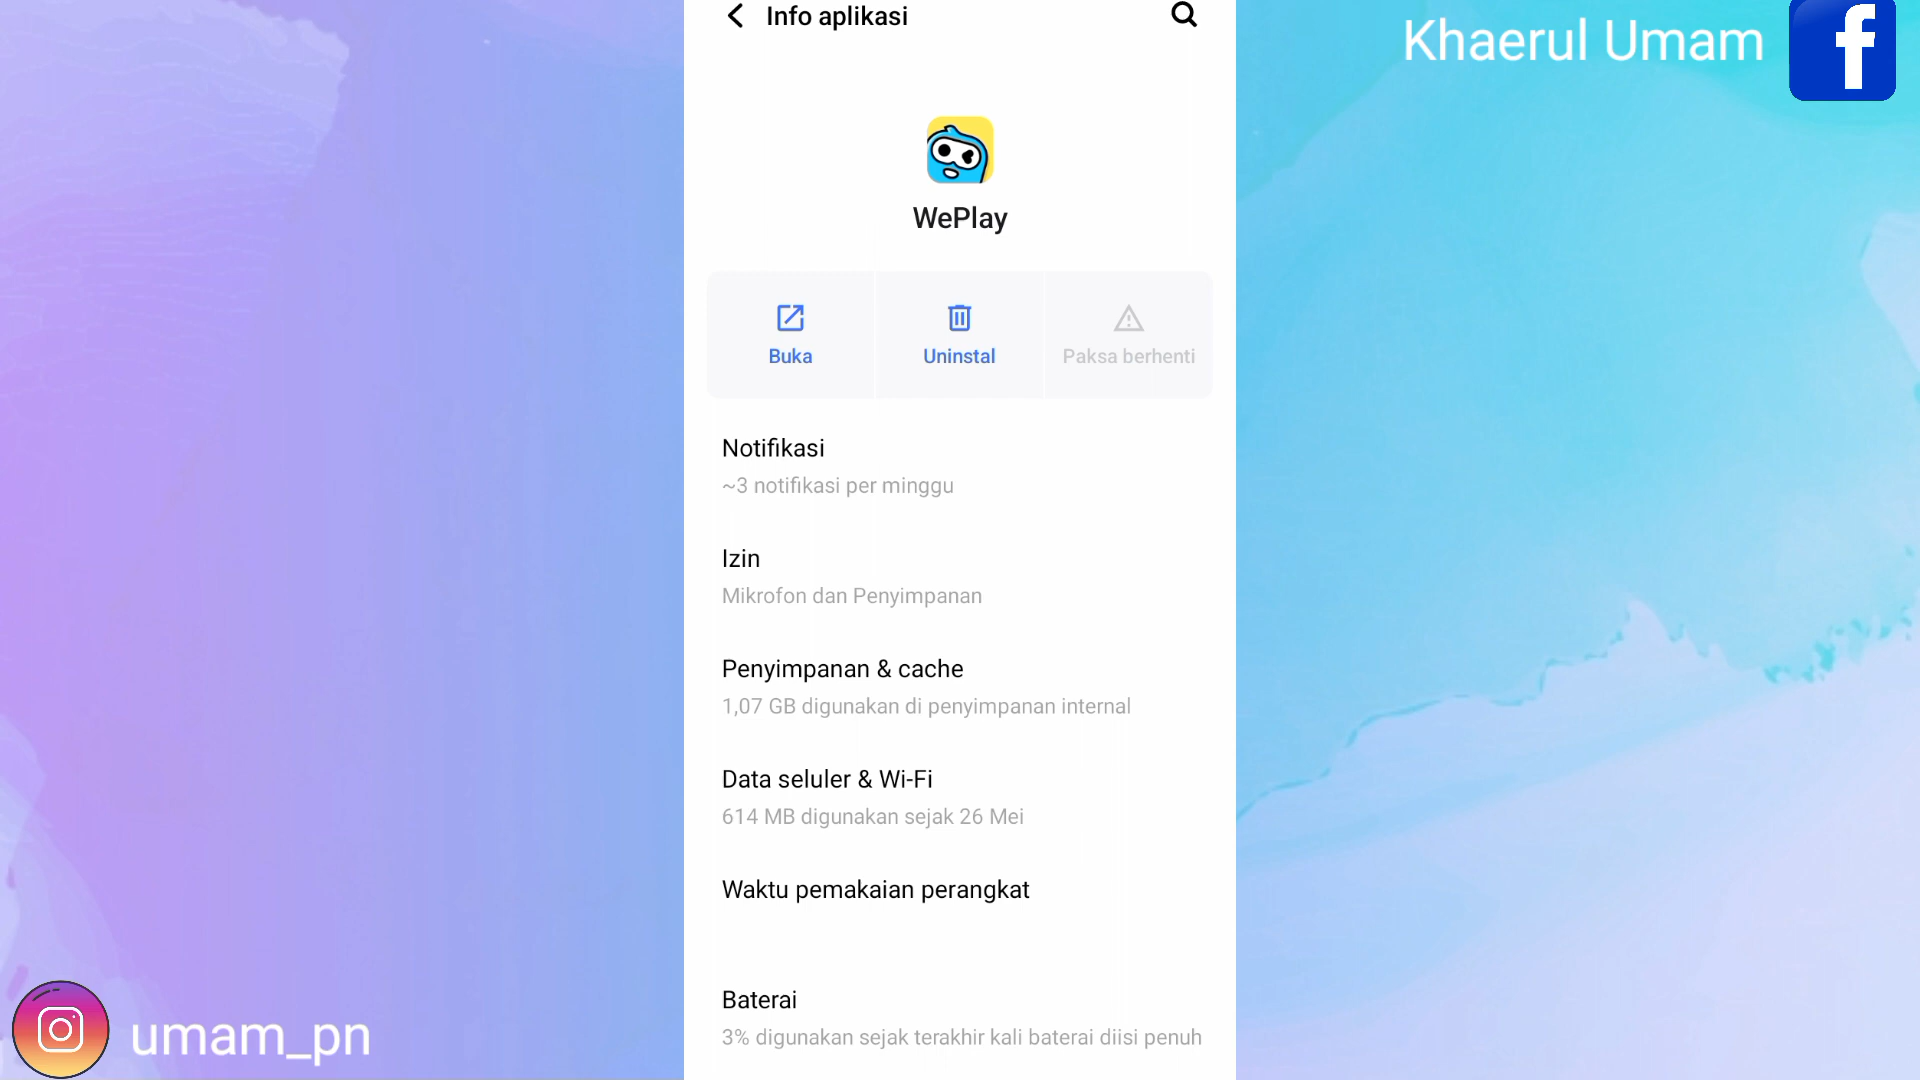 Info aplikasi
Khaerul Umam
WePlay
Buka
Uninstal
Paksa berhenti
Notifikasi
~3 notifikasi per minggu
Izin
Mikrofon dan Penyimpanan
Penyimpanan & cache
1,07 GB digunakan di penyimpanan internal
Data seluler & Wi-Fi
614 MB digunakan sejak 26 Mei
Waktu pemakaian perangkat
Baterai
3% digunakan sejak terakhir kali baterai diisi penuh
umam_pn